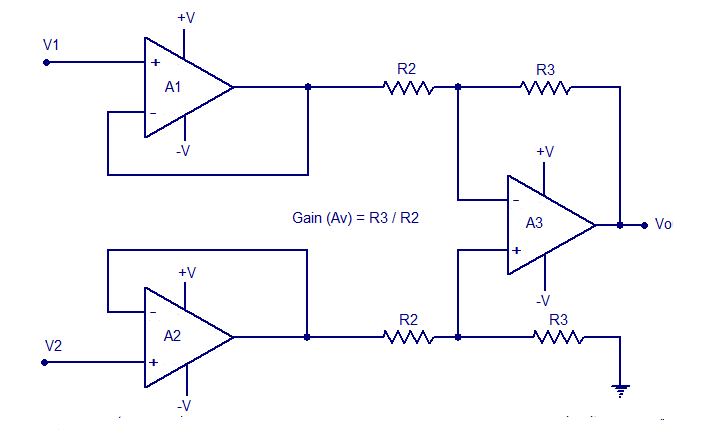 +V
V1
+
A1
-
-V
R2
R3
+V
-
A3
+
Vo
-V
Gain (Av) = R3 / R2
+V
-
A2
V2
+
-V
R2
R3